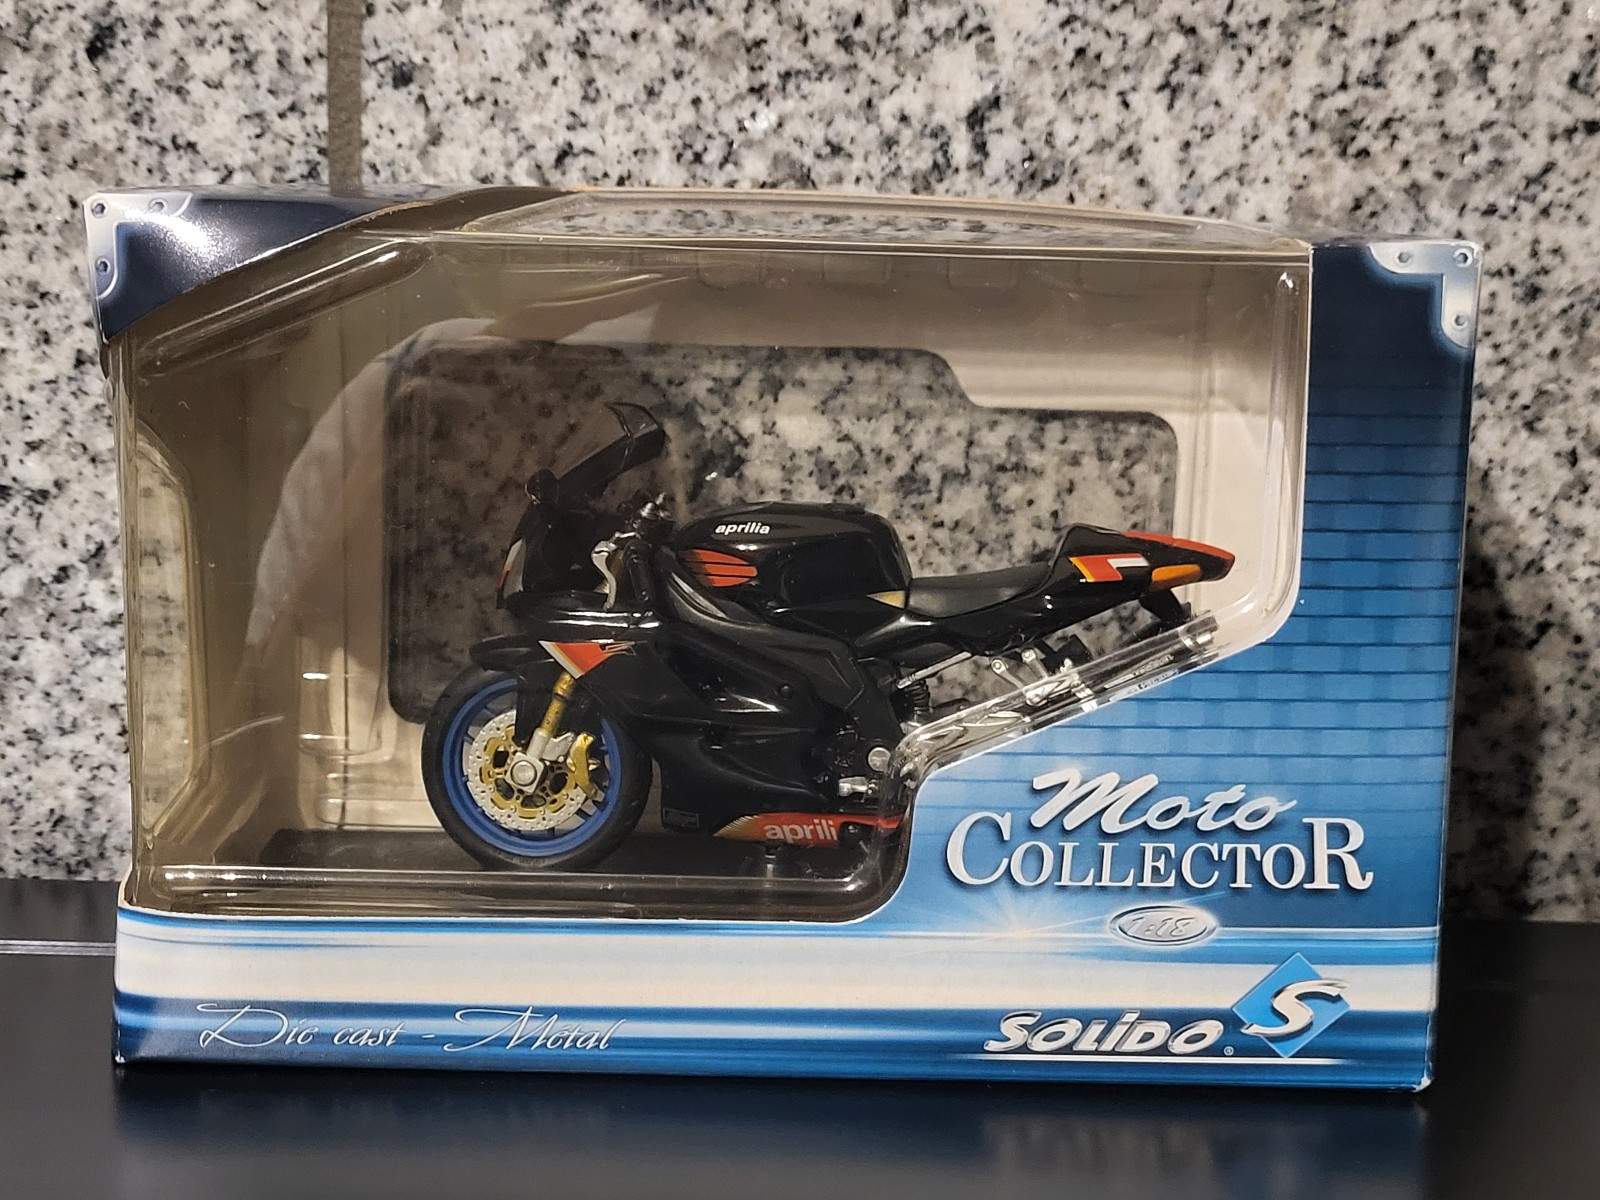 aprilia
aprili
Moto
COLLECTOR
1:18
Die cast - Métal
SOLIDO
S